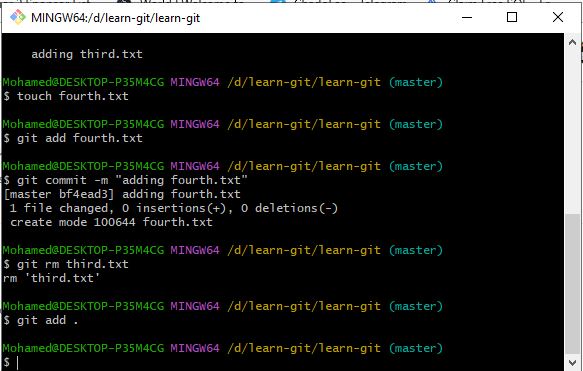 MINGW64:/d/learn-git/learn-git
adding third.txt
Mohamed@DESKTOP-P35M4CG MINGW64 /d/learn-git/learn-git (master)
$ touch fourth.txt
Mohamed@DESKTOP-P35M4CG MINGW64 /d/learn-git/learn-git (master)
$ git add fourth.txt
Mohamed@DESKTOP-P35M4CG MINGW64 /d/learn-git/learn-git (master)
$ git commit -m "adding fourth.txt"
[master bf4ead3] adding fourth.txt
1 file changed, 0 insertions(+), 0 deletions(-)
create mode 100644 fourth.txt
Mohamed@DESKTOP-P35M4CG MINGW64 /d/learn-git/learn-git (master)
$ git rm third.txt
rm 'third.txt'
Mohamed@DESKTOP-P35M4CG MINGW64 /d/learn-git/learn-git (master)
$ git add .
Mohamed@DESKTOP-P35M4CG MINGW64 /d/learn-git/learn-git (master)
$